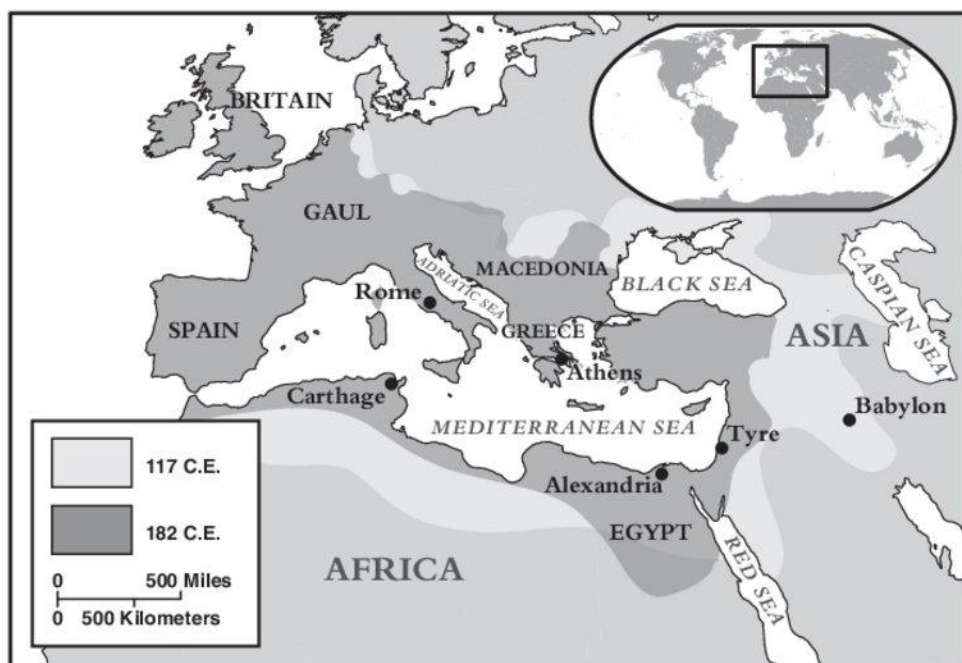 BRITAIN
GAUL
ADRIATIC SEA
MACEDONIA
BLACK SEA
CASPIAN SEA
Rome
SPAIN
GREECE
ASIA
Athens
Carthage
Babylon
MEDITERRANEAN SEA
Tyre
Alexandria
EGYPT
AFRICA
RED SEA
117 C.E.
182 C.E.
0 500 Miles
0 500 Kilometers